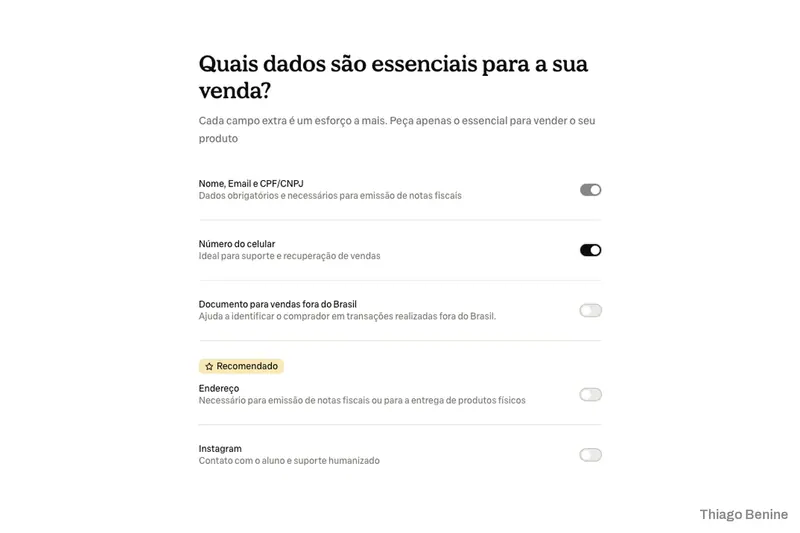 Quais dados são essenciais para a sua
venda?
Cada campo extra é um esforço a mais. Peça apenas o essencial para vender o seu
produto
Nome, Email e CPF/CNPJ
Dados obrigatórios e necessários para emissão de notas fiscais
Número do celular
Ideal para suporte e recuperação de vendas
Documento para vendas fora do Brasil
Ajuda a identificar o comprador em transações realizadas fora do Brasil.
Recomendado
Endereço
Necessário para emissão de notas fiscais ou para a entrega de produtos físicos
Instagram
Contato com o aluno e suporte humanizado
Thiago Benine